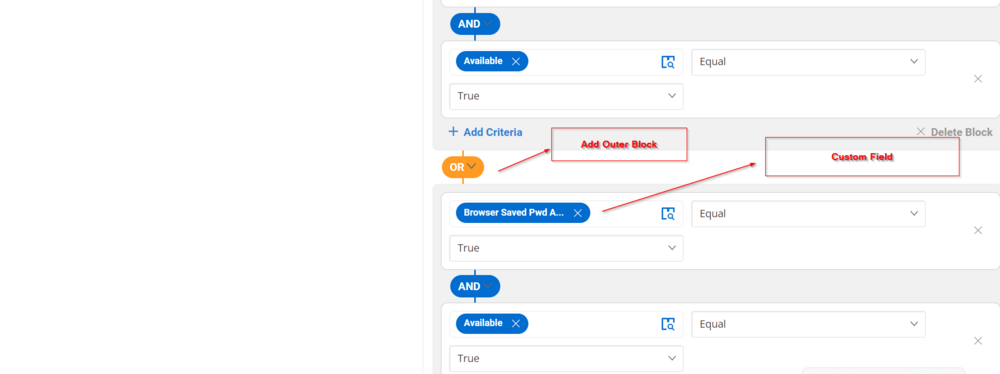 AND
Available
Equal
True
+ Add Criteria
Delete Block
Add Outer Block
Custom Field
OR
Browser Saved Pwd A...
Equal
True
AND
Available
Equal
True